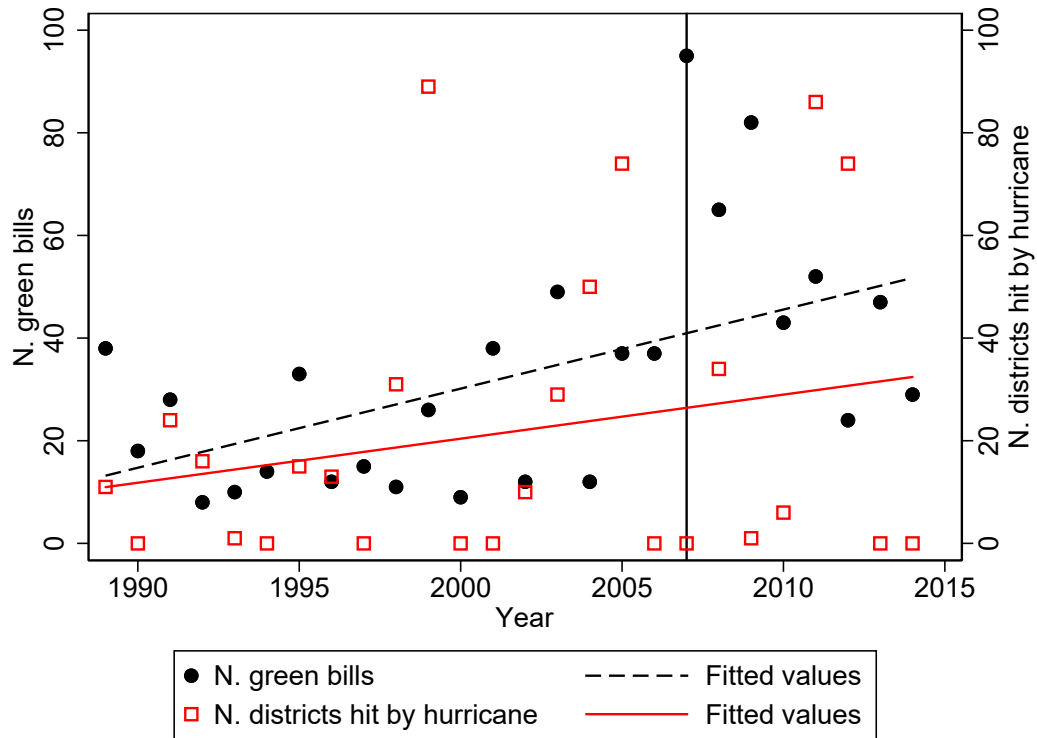 N. green bills
0
20
40
60
80
100
N. districts hit by hurricane
0
20
40
60
80
100
1990 1995 2000 2005 2010 2015
Year
N. green bills Fitted values
N. districts hit by hurricane Fitted values